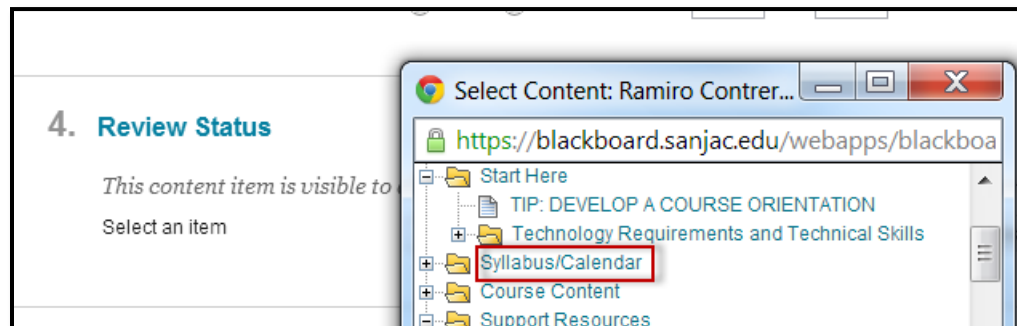 4. Review Status
This content item is visible to
Select an item
Select Content: Ramiro Contrer...
https://blackboard.sanjac.edu/webapps/blackboa
Start Here
TIP: DEVELOP A COURSE ORIENTATION
Technology Requirements and Technical Skills
Syllabus/Calendar
Course Content
Support Resources